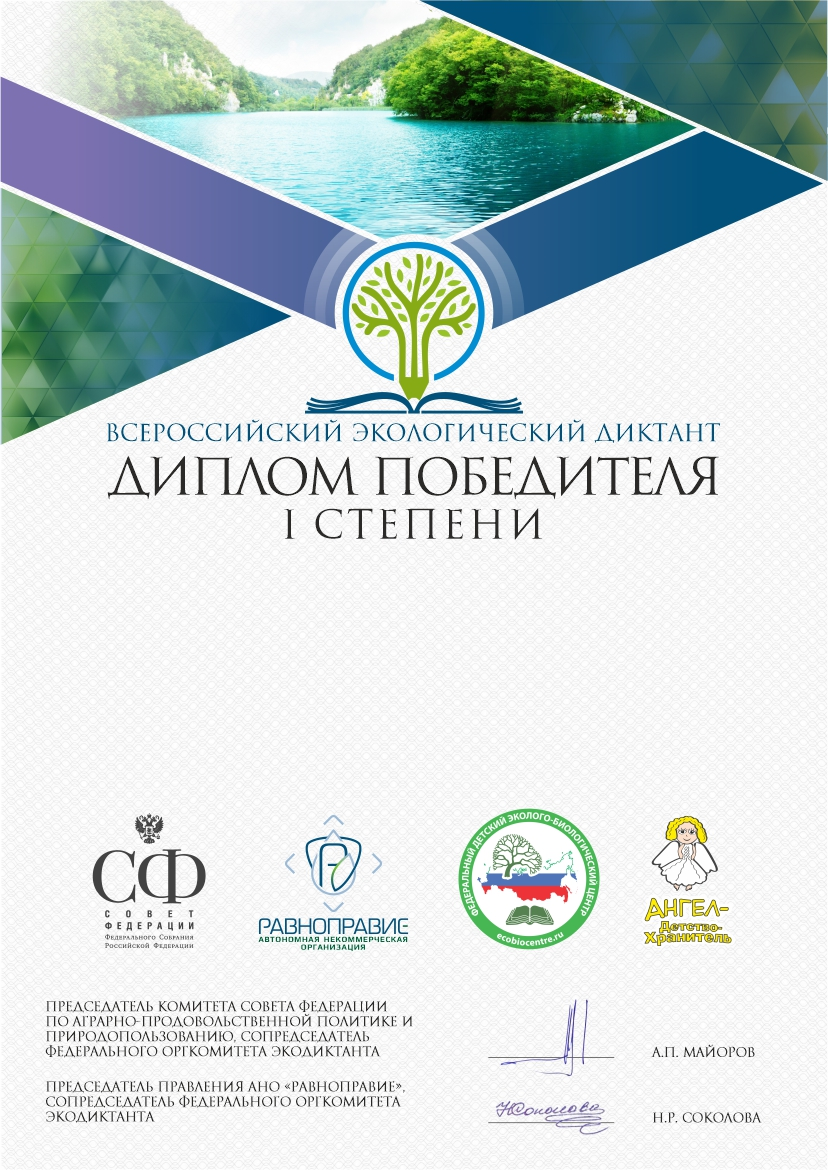 ВСЕРОССИЙСКИЙ ЭКОЛОГИЧЕСКИЙ ДИКТАНТ
ДИПЛОМ ПОБЕДИТЕЛЯ
I СТЕПЕНИ
СФ
СОВЕТ
ФЕДЕРАЦИИ
Федерального Собрания
Российской Федерации
РАВНОПРАВИЕ
АВТОНОМНАЯ НЕКОММЕРЧЕСКАЯ
ОРГАНИЗАЦИЯ
ФЕДЕРАЛЬНЫЙ ДЕТСКИЙ ЭКОЛОГО-БИОЛОГИЧЕСКИЙ ЦЕНТР
ecobiocentre.ru
АНГЕЛ-
Детство-
Хранитель
ПРЕДСЕДАТЕЛЬ КОМИТЕТА СОВЕТА ФЕДЕРАЦИИ
ПО АГРАРНО-ПРОДОВОЛЬСТВЕННОЙ ПОЛИТИКЕ И
ПРИРОДОПОЛЬЗОВАНИЮ, СОПРЕДСЕДАТЕЛЬ
ФЕДЕРАЛЬНОГО ОРГКОМИТЕТА ЭКОДИКТАНТА
А.П. МАЙОРОВ
ПРЕДСЕДАТЕЛЬ ПРАВЛЕНИЯ АНО «РАВНОПРАВИЕ»,
СОПРЕДСЕДАТЕЛЬ ФЕДЕРАЛЬНОГО ОРГКОМИТЕТА
ЭКОДИКТАНТА
НСоколова
Н.Р. СОКОЛОВА